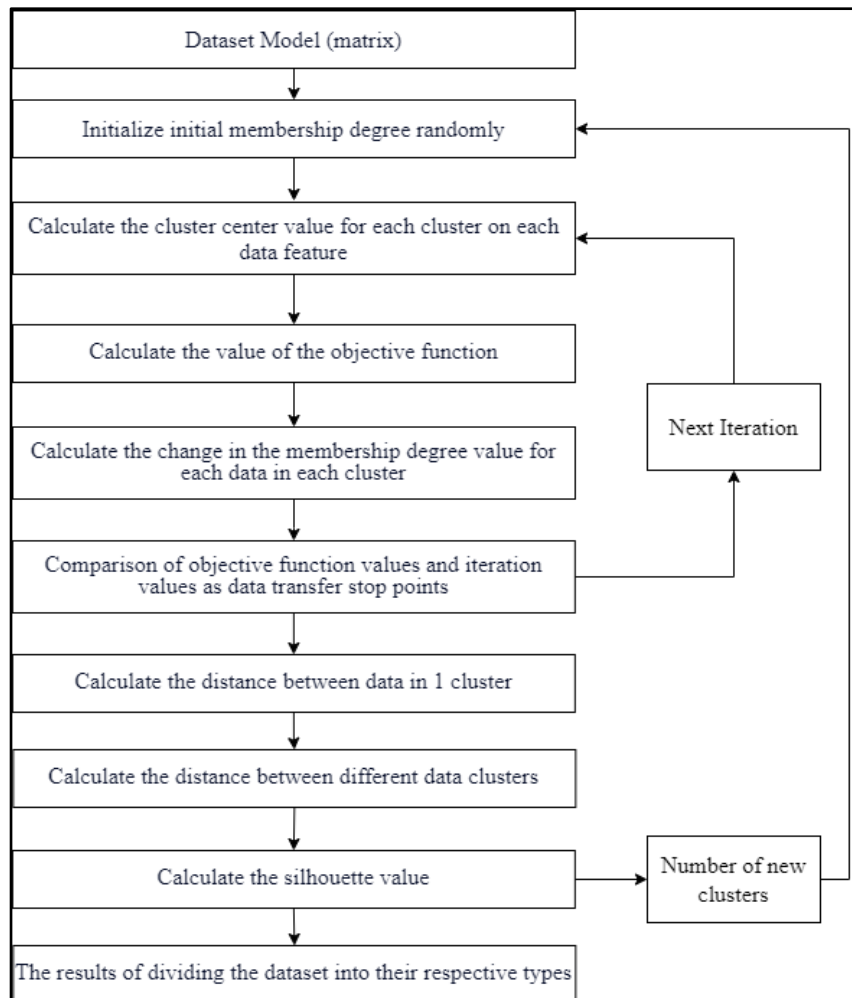 Dataset Model (matrix)
Initialize initial membership degree randomly
Calculate the cluster center value for each cluster on each
data feature
Calculate the value of the objective function
Next Iteration
Calculate the change in the membership degree value for
each data in each cluster
Comparison of objective function values and iteration
values as data transfer stop points
Calculate the distance between data in 1 cluster
Calculate the distance between different data clusters
Calculate the silhouette value
Number of new
clusters
The results of dividing the dataset into their respective types